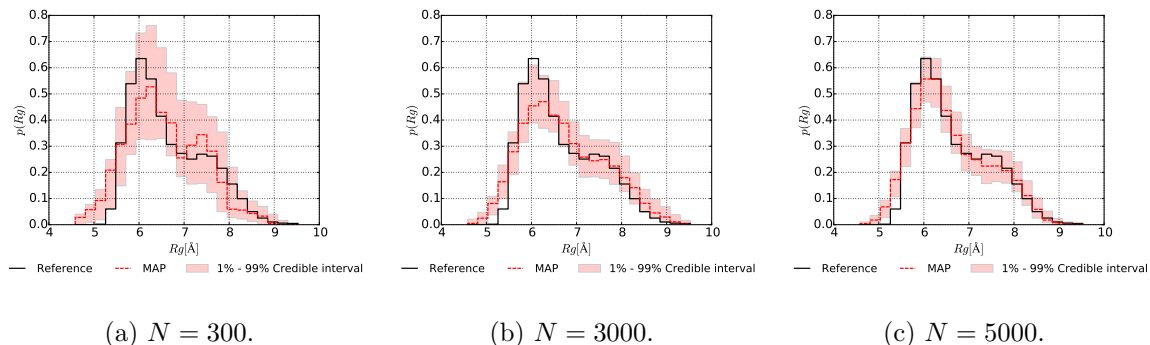 0.8 0.8 0.8
0.7 0.7 0.7
0.6 0.6 0.6
0.5 0.5 0.5
0.4 0.4 0.4
0.3 0.3 0.3
0.2 0.2 0.2
0.1 0.1 0.1
0.0 0.0 0.0
p(Rg) p(Rg) p(Rg)
4 5 6 7 8 9 10 4 5 6 7 8 9 10 4 5 6 7 8 9 10
Rg[Å] Rg[Å] Rg[Å]
Reference MAP 1% - 99% Credible interval Reference MAP 1% - 99% Credible interval Reference MAP 1% - 99% Credible interval
(a) N = 300. (b) N = 3000. (c) N = 5000.